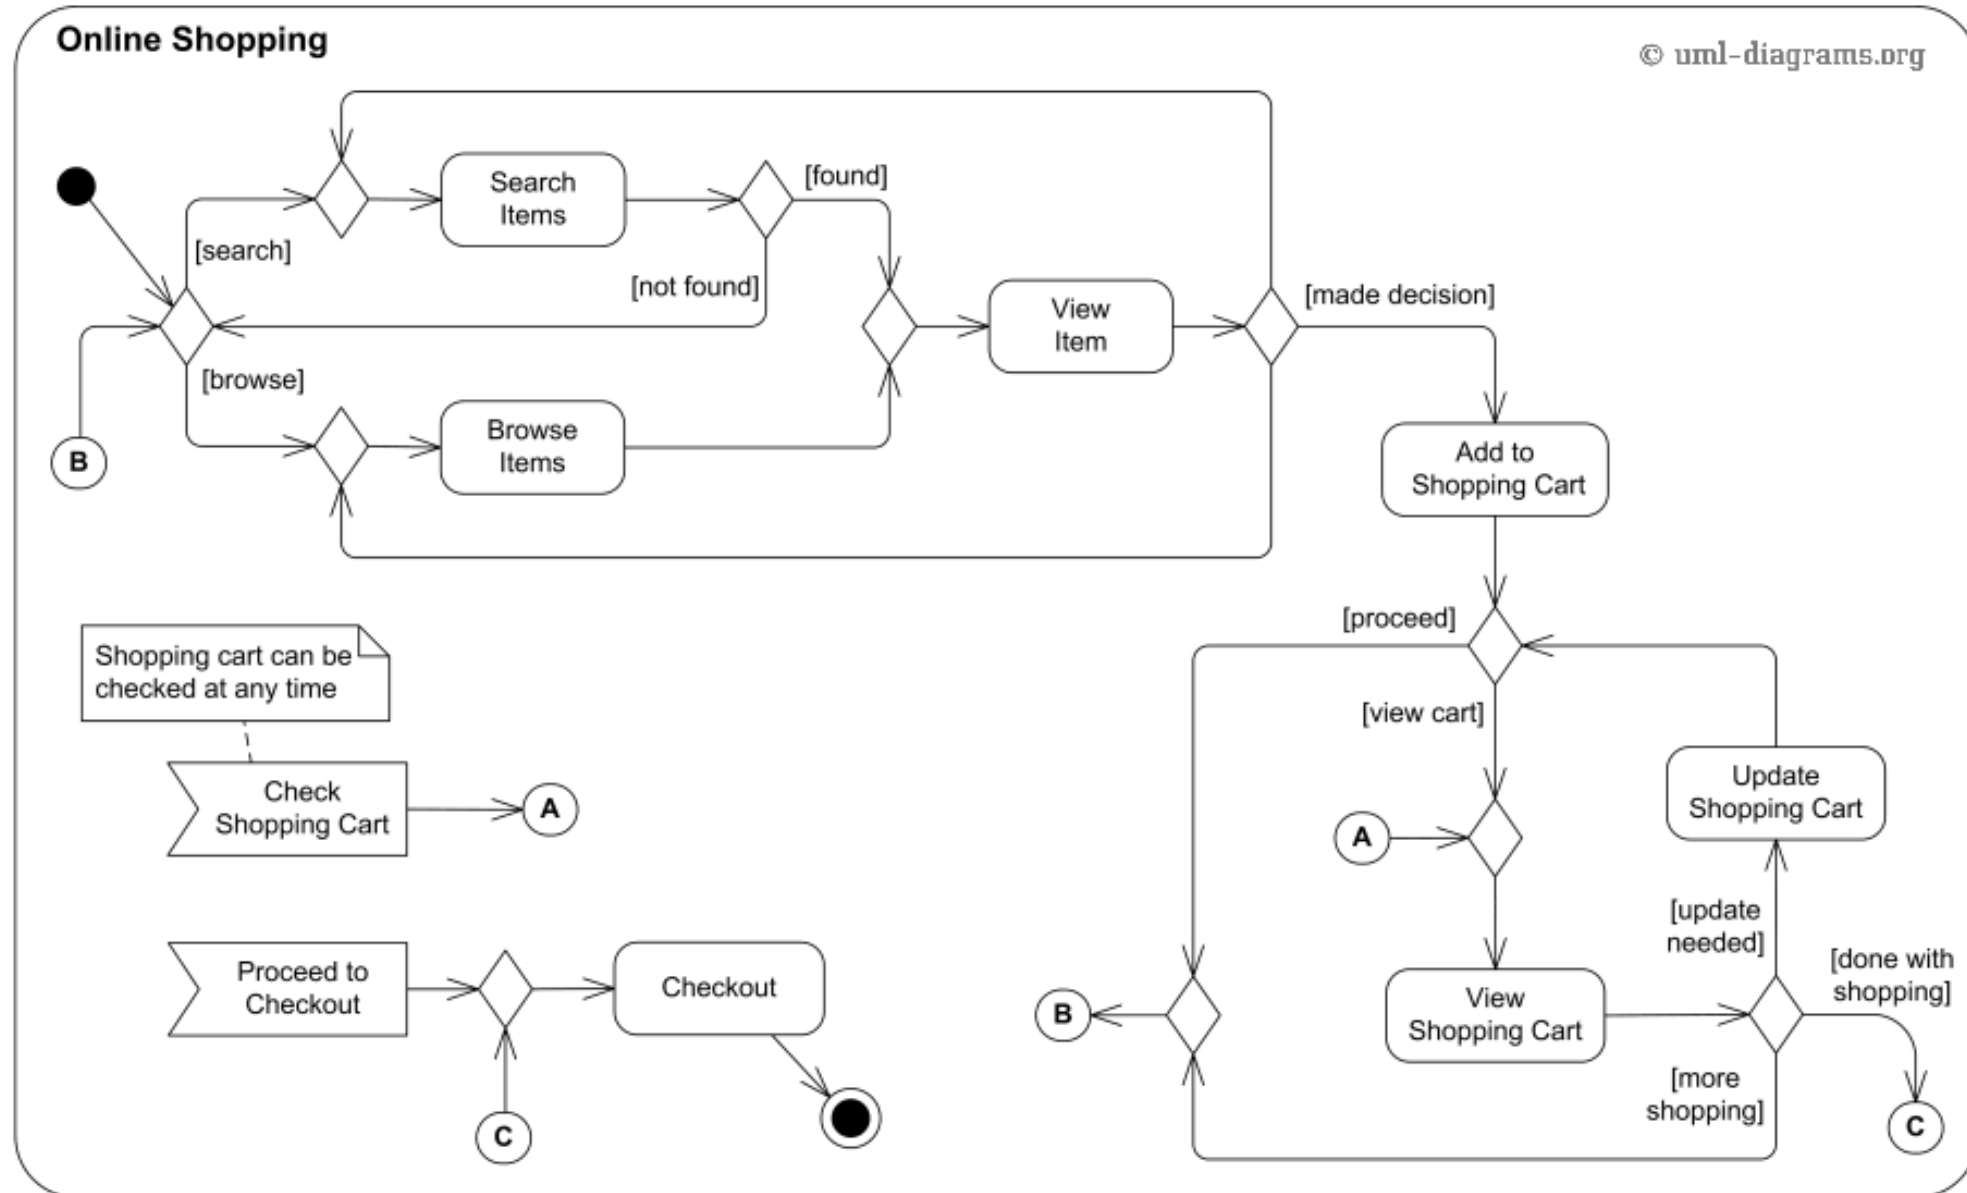 Online Shopping
© uml-diagrams.org
[found]
Search
Items
[search]
[not found]
[made decision]
View
Item
[browse]
Browse
Items
B
Add to
Shopping Cart
[proceed]
Shopping cart can be
checked at any time
[view cart]
Check
Shopping Cart
A
A
Update
Shopping Cart
[update
needed]
[done with
shopping]
Proceed to
Checkout
Checkout
B
View
Shopping Cart
[more
shopping]
C
C